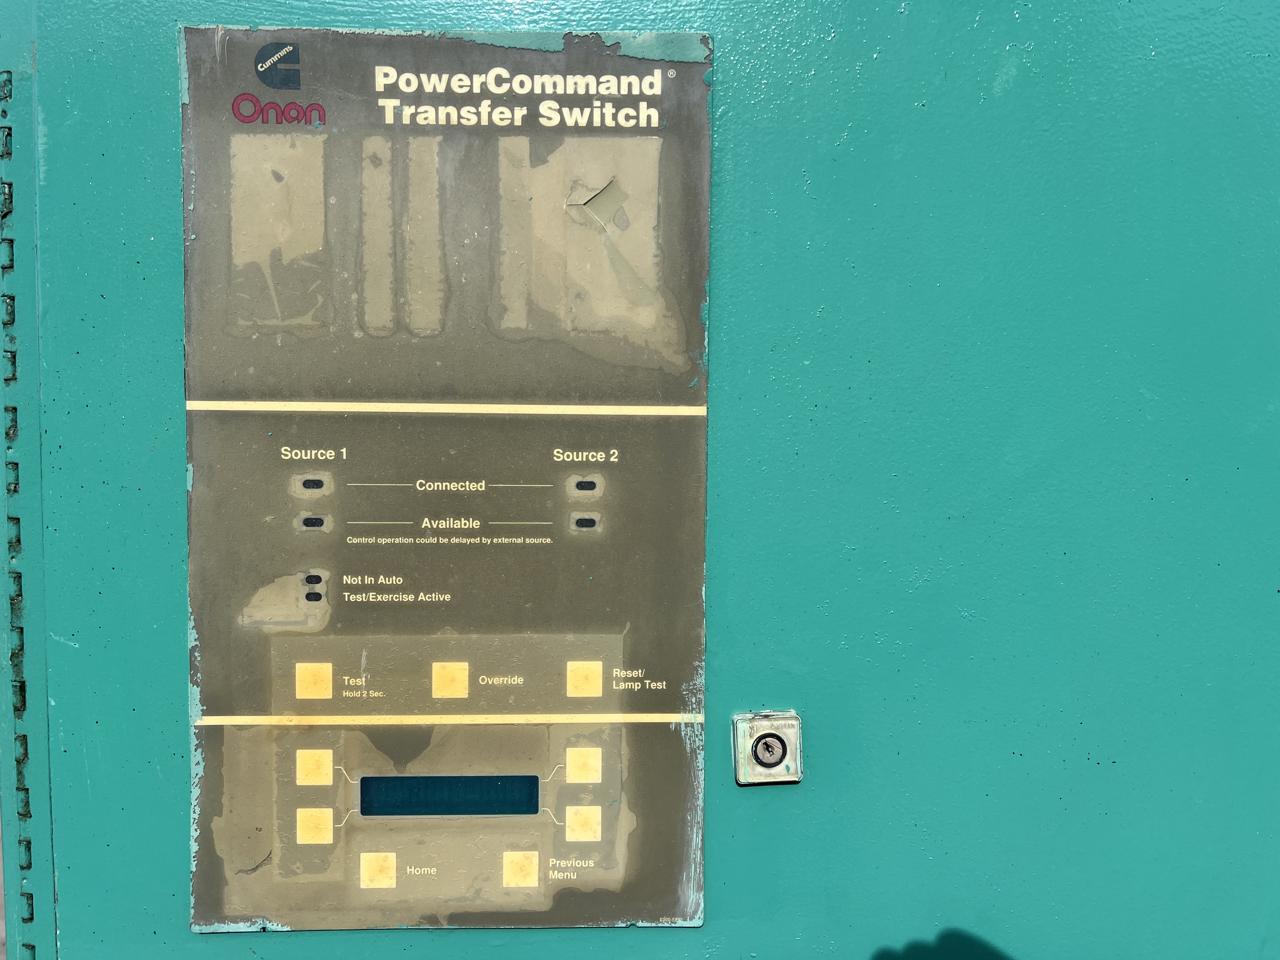 Cummins
Onan
PowerCommand®
Transfer Switch
Source 1
Source 2
Connected
Available
Control operation could be delayed by external source.
Not In Auto
Test/Exercise Active
Test
Hold 2 Sec.
Override
Reset/
Lamp Test
Home
Previous
Menu